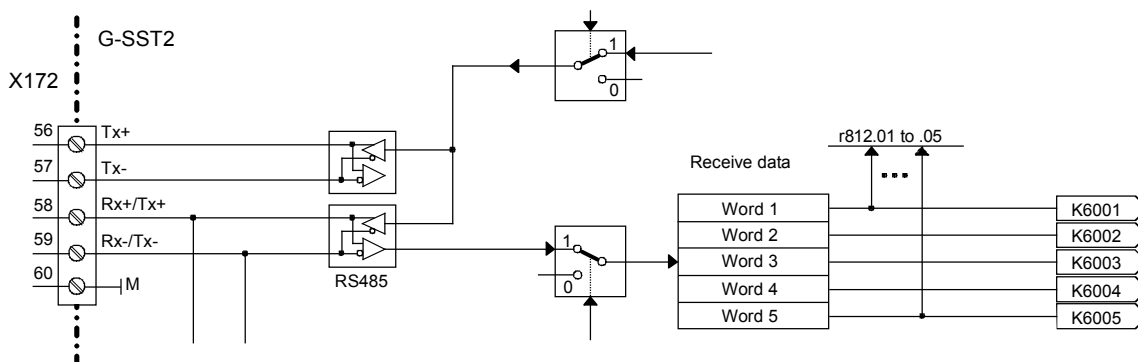 G-SST2
X172
56 Tx+
57 Tx-
58 Rx+/Tx+
59 Rx-/Tx-
60 M
RS485
1
0
1
0
r812.01 to .05
Receive data
Word 1 K6001
Word 2 K6002
Word 3 K6003
Word 4 K6004
Word 5 K6005